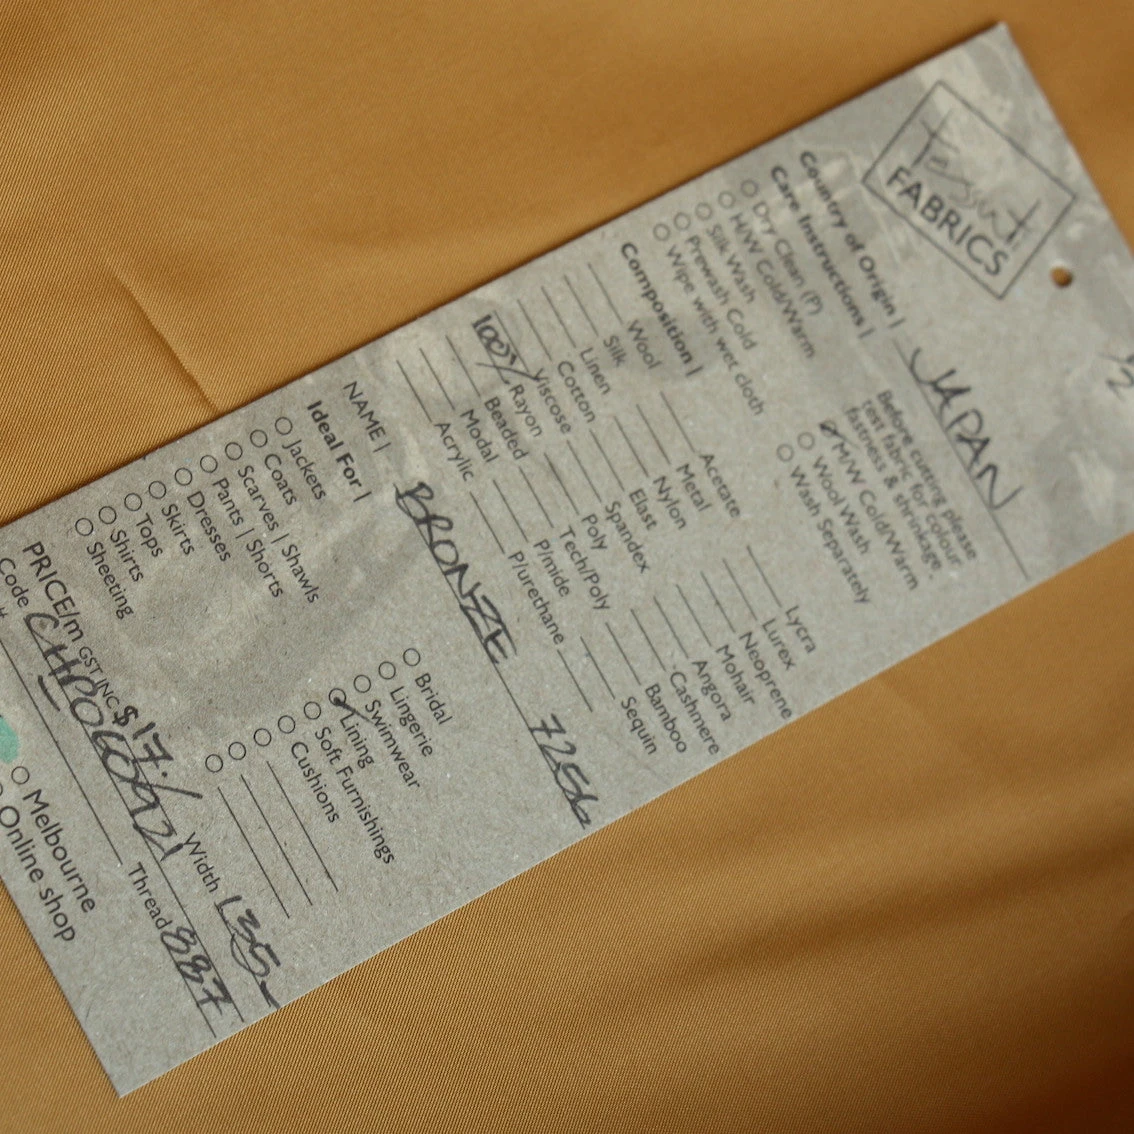 Tessuti
FABRICS
Country of Origin | JAPAN
Care Instructions |
Before cutting please
test fabric for colour
fastness & shrinkage.
Dry Clean (P)
H/W Cold/Warm
Silk Wash
Prewash Cold
Wipe with wet cloth
M/W Cold/Warm
Wool Wash
Wash Separately
Composition |
Wool Acetate Lycra
Silk Metal Lurex
Linen Nylon Neoprene
Cotton Elast Mohair
Viscose Spandex Angora
100% Rayon Poly Cashmere
Beaded Tech/Poly Bamboo
Modal P/mide Sequin
Acrylic P/urethane
NAME | BRONZE 7256
Ideal For |
Jackets Bridal
Coats Lingerie
Scarves | Shawls Swimwear
Pants | Shorts Lining
Dresses Soft Furnishings
Skirts Cushions
Tops
Shirts
Sheeting
PRICE/m GST INC $17./ Width 135
Code CHPO60921 Thread 887
Melbourne
Online shop